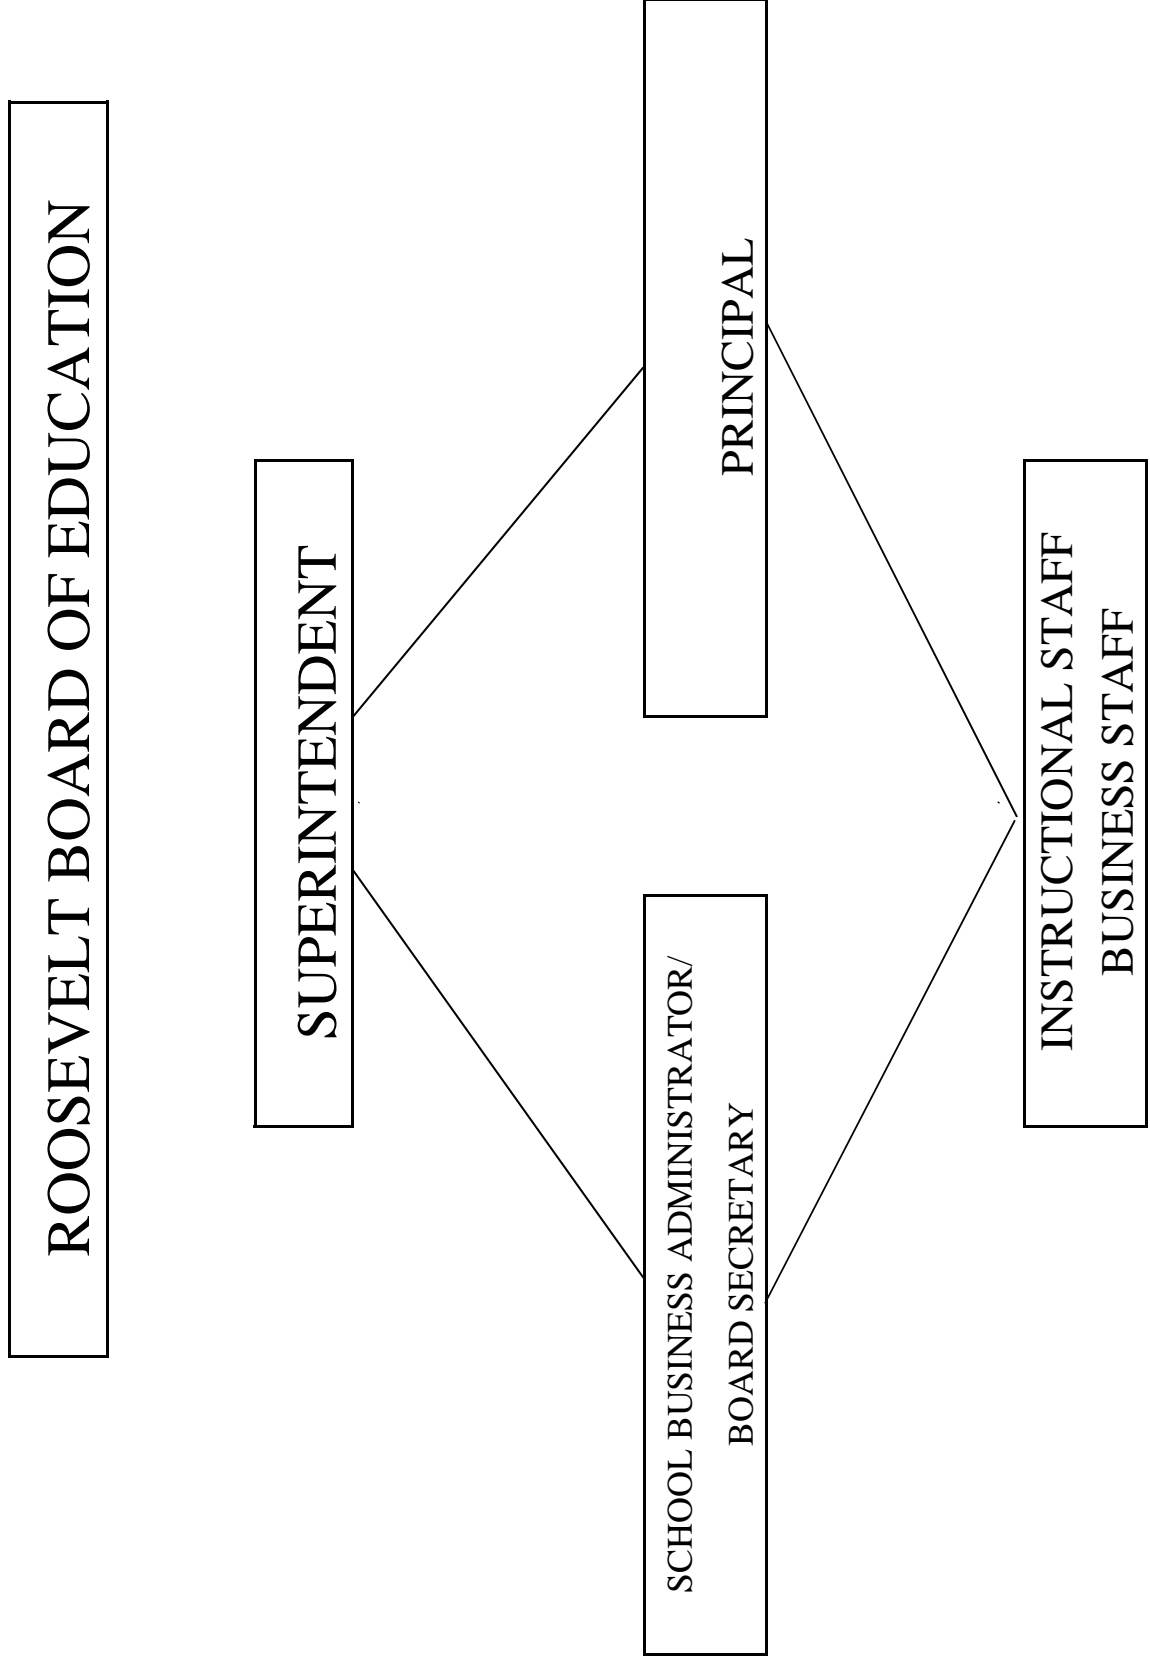 ROOSEVELT BOARD OF EDUCATION
SUPERINTENDENT
SCHOOL BUSINESS ADMINISTRATOR/
BOARD SECRETARY
PRINCIPAL
INSTRUCTIONAL STAFF
BUSINESS STAFF